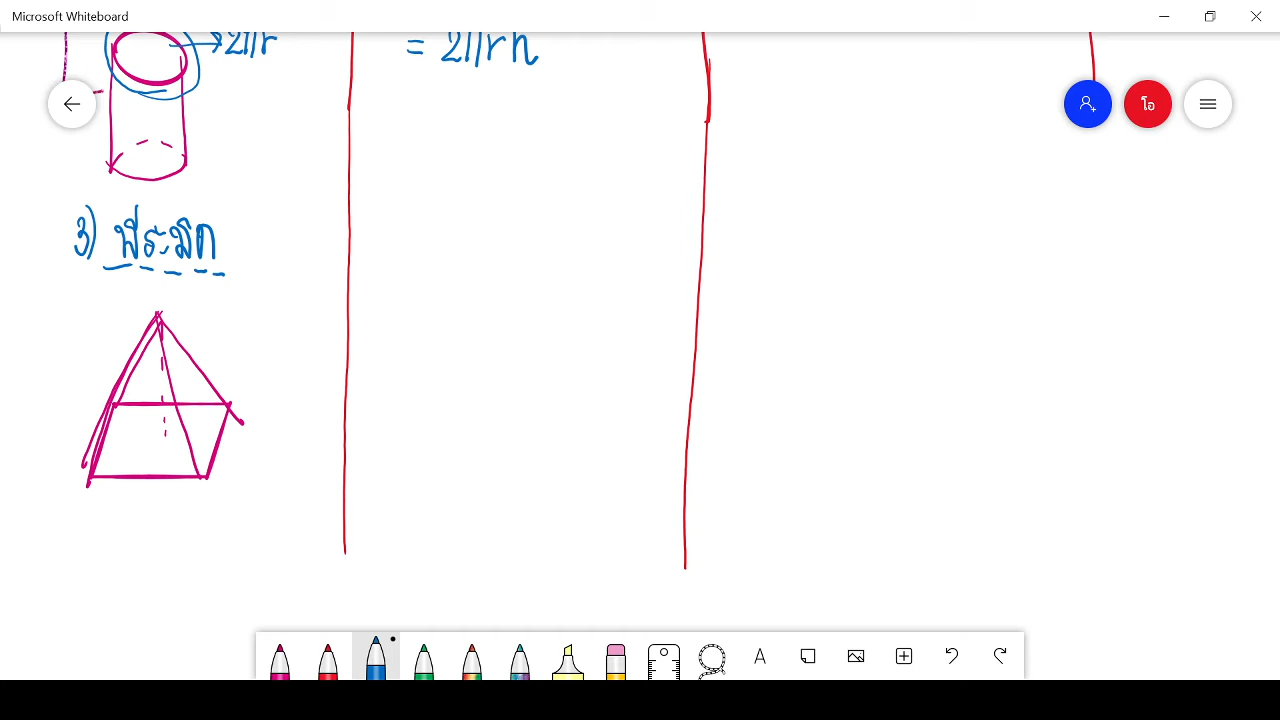 Microsoft Whiteboard
2πr
= 2πrh
โอ
3) พีระมิด
A